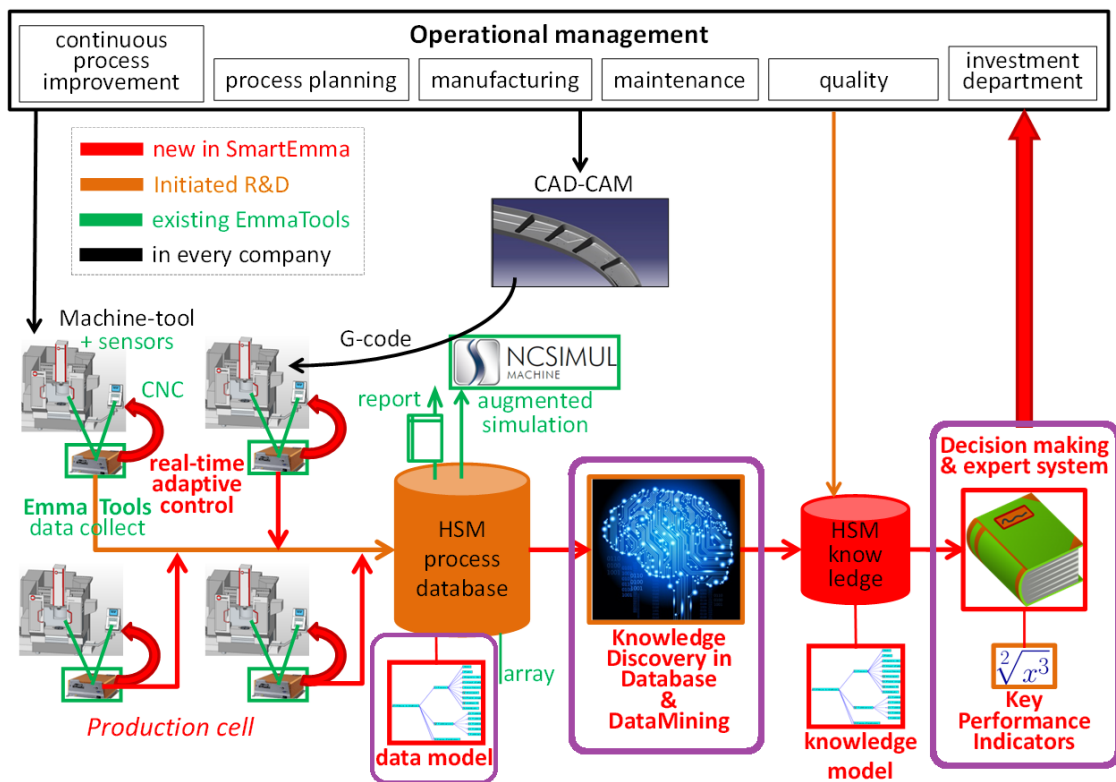 Operational management
continuous
process
improvement
process planning
manufacturing
maintenance
quality
investment
department
new in SmartEmma
Initiated R&D
existing EmmaTools
in every company
CAD-CAM
Machine-tool
+ sensors
CNC
G-code
NCSIMUL
MACHINE
report
augmented
simulation
real-time
adaptive
control
Emma Tools
data collect
HSM
process
database
HSM
know
ledge
Decision making
& expert system
Knowledge
Discovery in
Database
&
DataMining
array
data model
Production cell
knowledge
model
2√x3
Key
Performance
Indicators